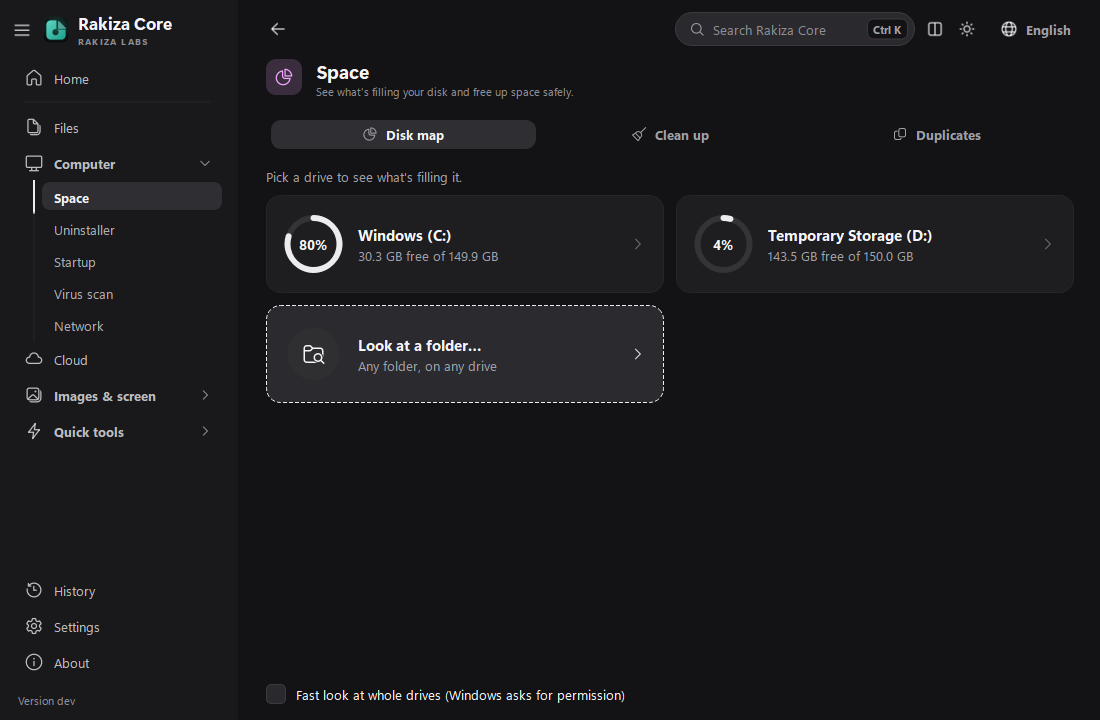 Rakiza Core
RAKIZA LABS
Home
Files
Computer
Space
Uninstaller
Startup
Virus scan
Network
Cloud
Images & screen
Quick tools
History
Settings
About
Version dev
Search Rakiza Core
Ctrl K
English
Space
See what's filling your disk and free up space safely.
Disk map
Clean up
Duplicates
Pick a drive to see what's filling it.
80%
Windows (C:)
30.3 GB free of 149.9 GB
4%
Temporary Storage (D:)
143.5 GB free of 150.0 GB
Look at a folder...
Any folder, on any drive
Fast look at whole drives (Windows asks for permission)